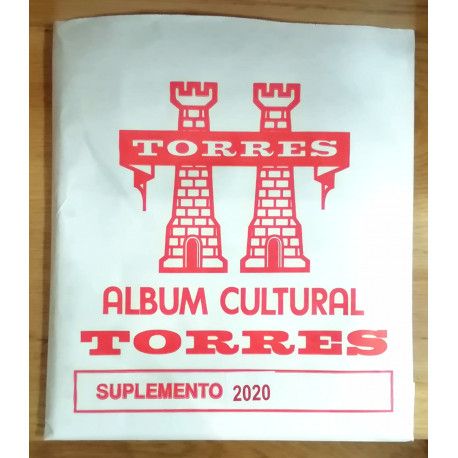 TORRES
ALBUM CULTURAL
TORRES
SUPLEMENTO 2020